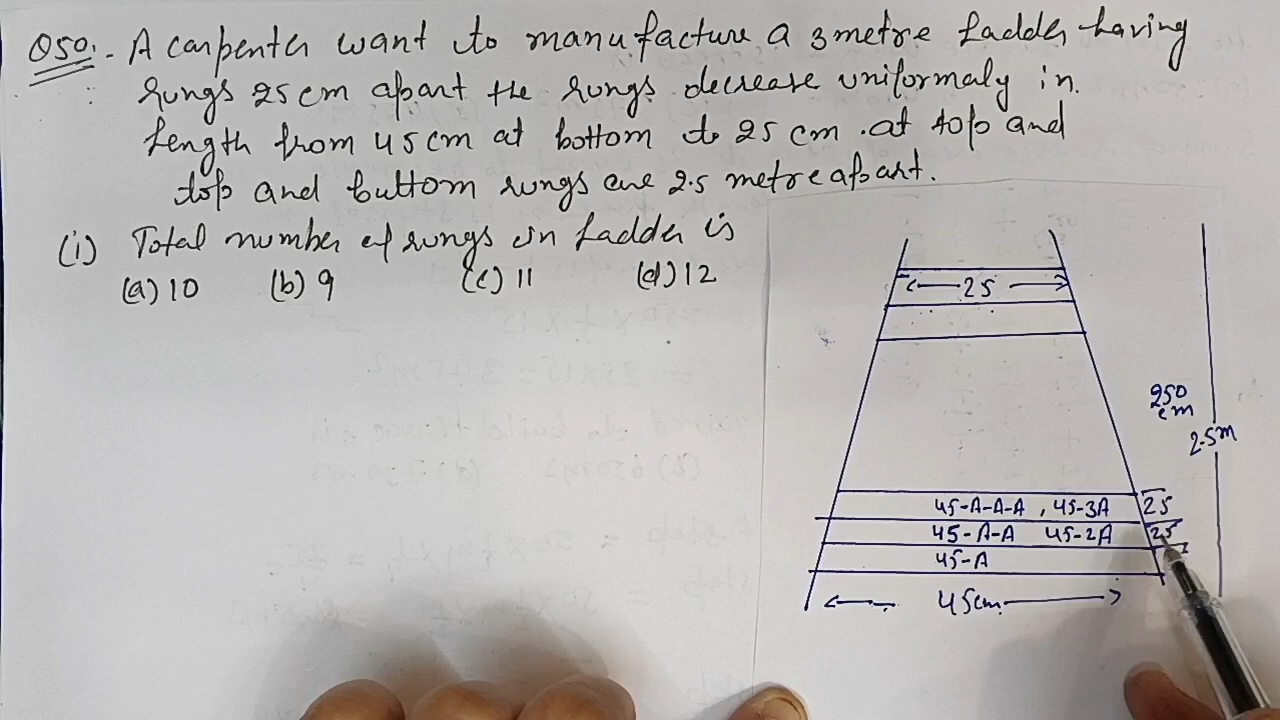 Q50:- A carpenter want to manufacture a 3 metre ladder having
rungs 25 cm apart the rungs decrease uniformaly in
length from 45 cm at bottom to 25 cm at top and
top and buttom rungs are 2.5 metre apart.
(i) Total number of rungs in ladder is
(a) 10 (b) 9 (c) 11 (d) 12
25
250
cm
2.5m
45-A-A-A , 45-3A 25
45-A-A 45-2A 25
45-A
45cm